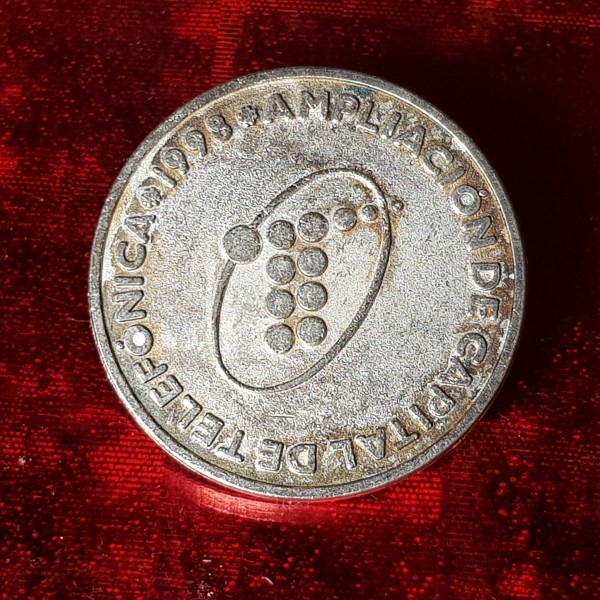 AMPLIACIÓN DE CAPITAL DE TELEFÓNICA * 1998 *